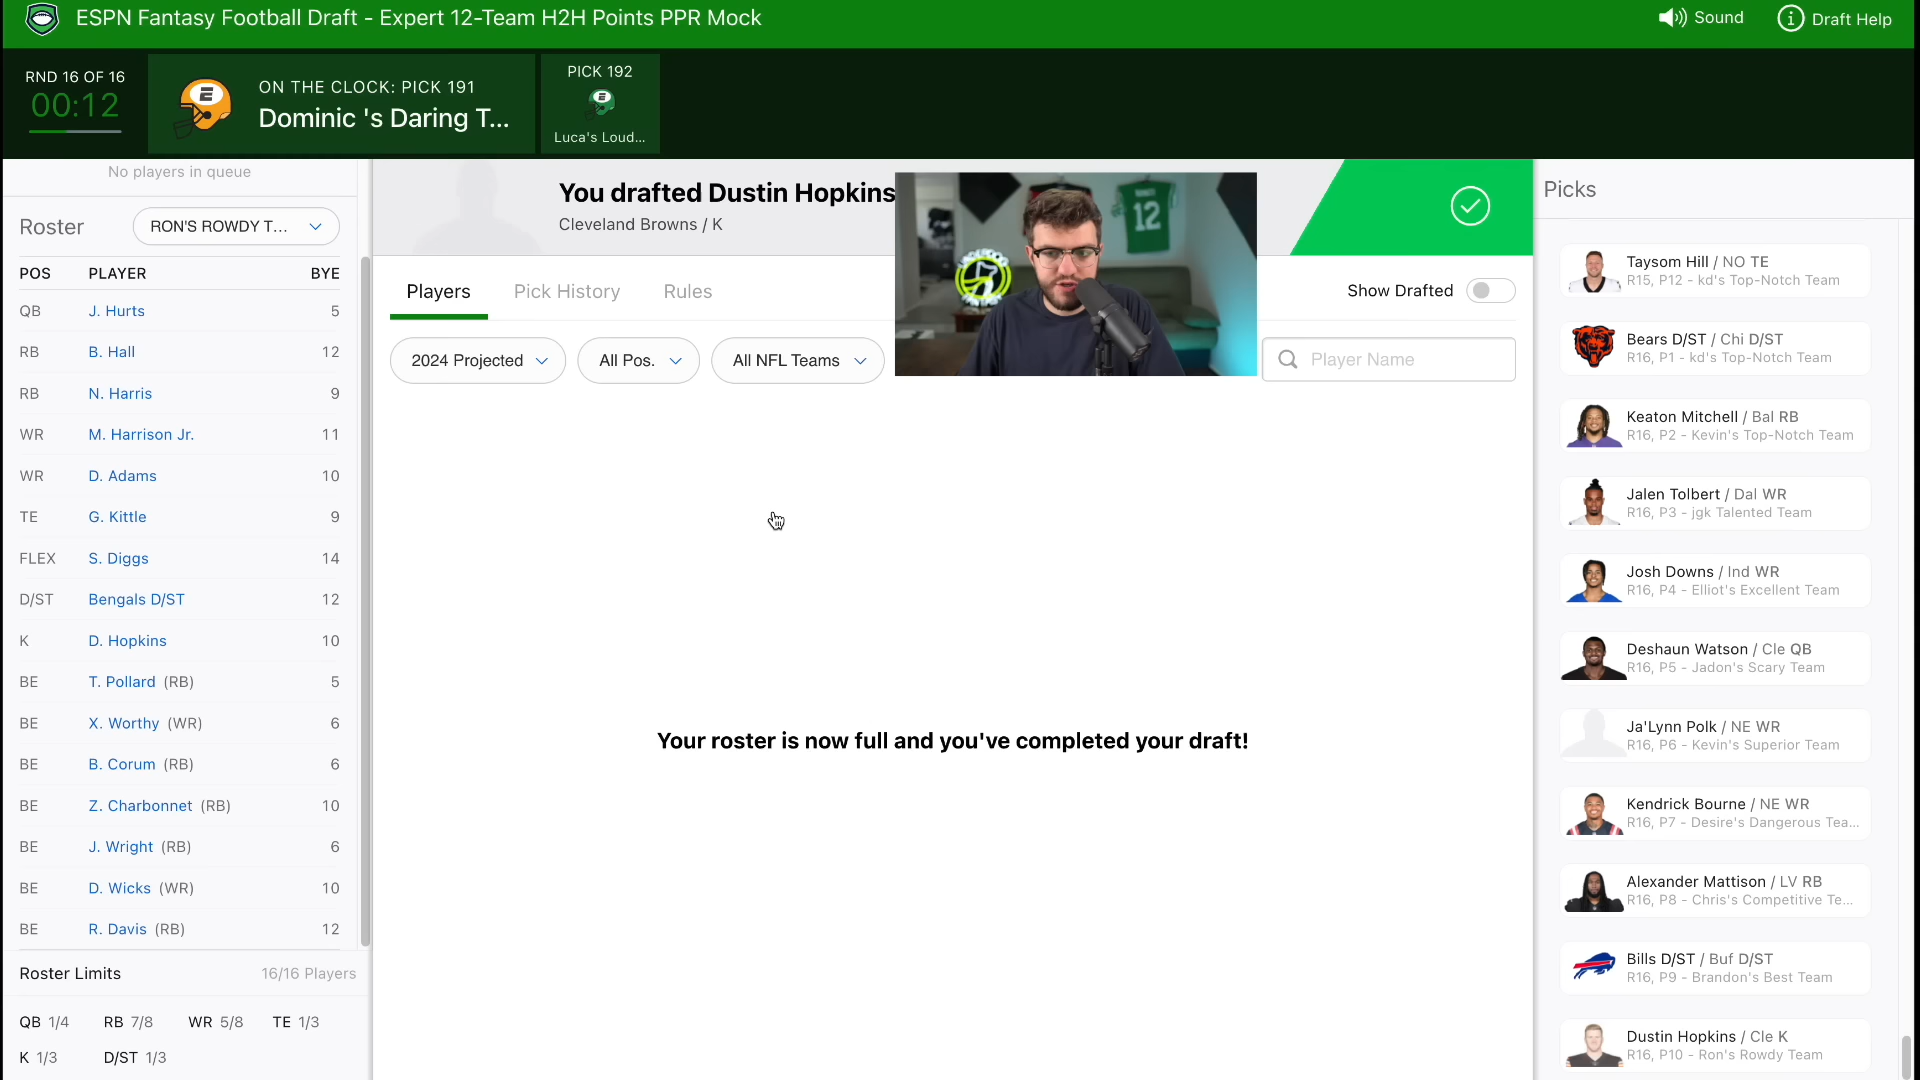 ESPN Fantasy Football Draft - Expert 12-Team H2H Points PPR Mock
Sound
Draft Help
RND 16 OF 16
00:12
ON THE CLOCK: PICK 191
Dominic 's Daring T...
PICK 192
Luca's Loud...
No players in queue
Roster
RON'S ROWDY T...
POS PLAYER BYE
QB J. Hurts 5
RB B. Hall 12
RB N. Harris 9
WR M. Harrison Jr. 11
WR D. Adams 10
TE G. Kittle 9
FLEX S. Diggs 14
D/ST Bengals D/ST 12
K D. Hopkins 10
BE T. Pollard (RB) 5
BE X. Worthy (WR) 6
BE B. Corum (RB) 6
BE Z. Charbonnet (RB) 10
BE J. Wright (RB) 6
BE D. Wicks (WR) 10
BE R. Davis (RB) 12
Roster Limits 16/16 Players
QB 1/4 RB 7/8 WR 5/8 TE 1/3
K 1/3 D/ST 1/3
You drafted Dustin Hopkins
Cleveland Browns / K
12
Players Pick History Rules
Show Drafted
2024 Projected All Pos. All NFL Teams
Player Name
Your roster is now full and you've completed your draft!
Picks
Taysom Hill / NO TE
R15, P12 - kd's Top-Notch Team
Bears D/ST / Chi D/ST
R16, P1 - kd's Top-Notch Team
Keaton Mitchell / Bal RB
R16, P2 - Kevin's Top-Notch Team
Jalen Tolbert / Dal WR
R16, P3 - jgk Talented Team
Josh Downs / Ind WR
R16, P4 - Elliot's Excellent Team
Deshaun Watson / Cle QB
R16, P5 - Jadon's Scary Team
Ja'Lynn Polk / NE WR
R16, P6 - Kevin's Superior Team
Kendrick Bourne / NE WR
R16, P7 - Desire's Dangerous Tea...
Alexander Mattison / LV RB
R16, P8 - Chris's Competitive Te...
Bills D/ST / Buf D/ST
R16, P9 - Brandon's Best Team
Dustin Hopkins / Cle K
R16, P10 - Ron's Rowdy Team